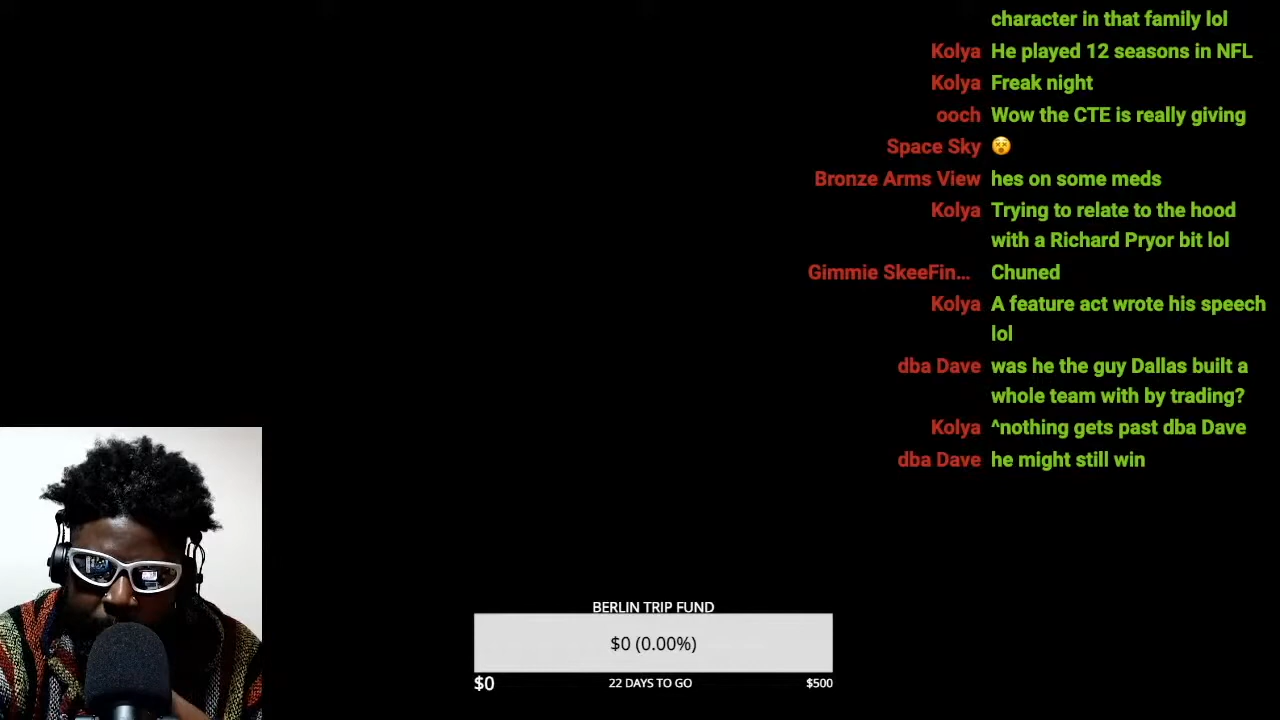 character in that family lol
Kolya He played 12 seasons in NFL
Kolya Freak night
ooch Wow the CTE is really giving
Space Sky 😵
Bronze Arms View hes on some meds
Kolya Trying to relate to the hood
with a Richard Pryor bit lol
Gimmie SkeeFin... Chuned
Kolya A feature act wrote his speech
lol
dba Dave was he the guy Dallas built a
whole team with by trading?
Kolya ^nothing gets past dba Dave
dba Dave he might still win
BERLIN TRIP FUND
$0 (0.00%)
$0 22 DAYS TO GO $500